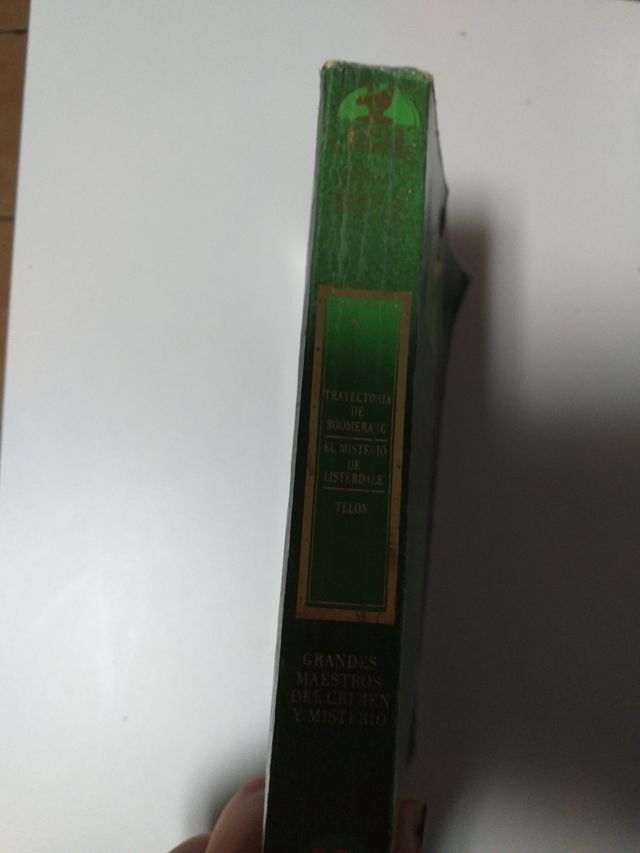 TRAYECTORIA
DE
BOOMERANG
EL MISTERIO
DE
LISTERDALE
TELON
GRANDES
MAESTROS
DEL CRIMEN
Y MISTERIO